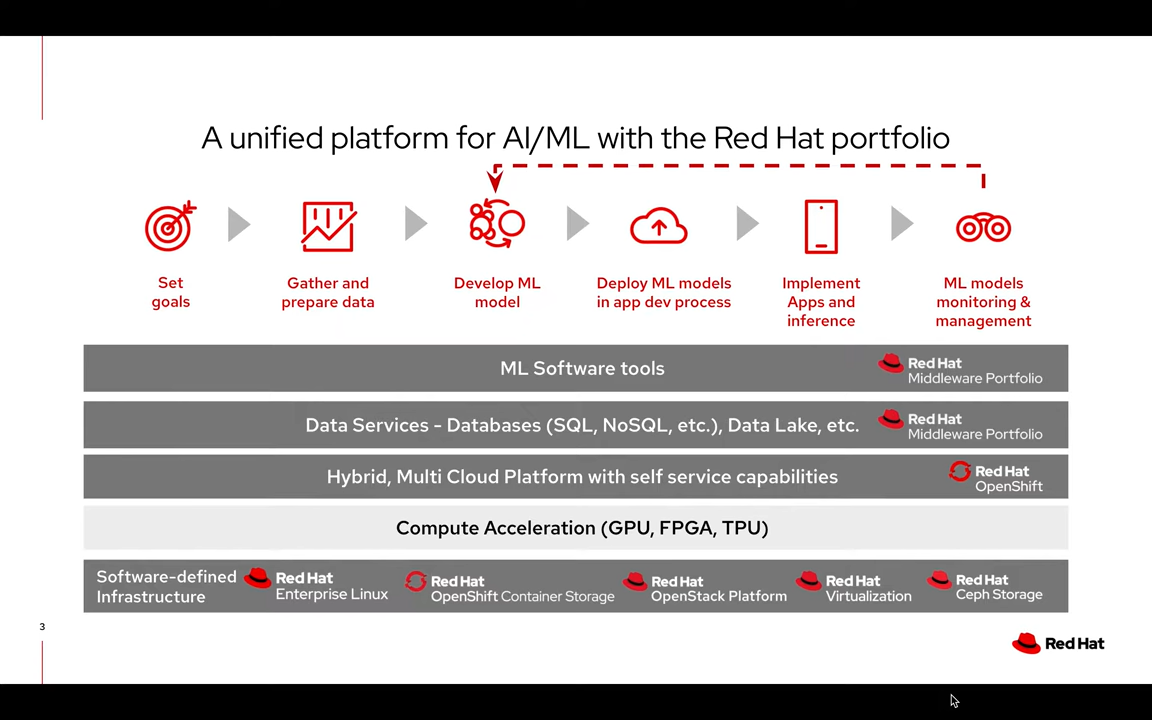 A unified platform for AI/ML with the Red Hat portfolio
Set
goals
Gather and
prepare data
Develop ML
model
Deploy ML models
in app dev process
Implement
Apps and
inference
ML models
monitoring &
management
ML Software tools
Red Hat
Middleware Portfolio
Data Services - Databases (SQL, NoSQL, etc.), Data Lake, etc.
Red Hat
Middleware Portfolio
Hybrid, Multi Cloud Platform with self service capabilities
Red Hat
OpenShift
Compute Acceleration (GPU, FPGA, TPU)
Software-defined
Infrastructure
Red Hat
Enterprise Linux
Red Hat
OpenShift Container Storage
Red Hat
OpenStack Platform
Red Hat
Virtualization
Red Hat
Ceph Storage
3
Red Hat